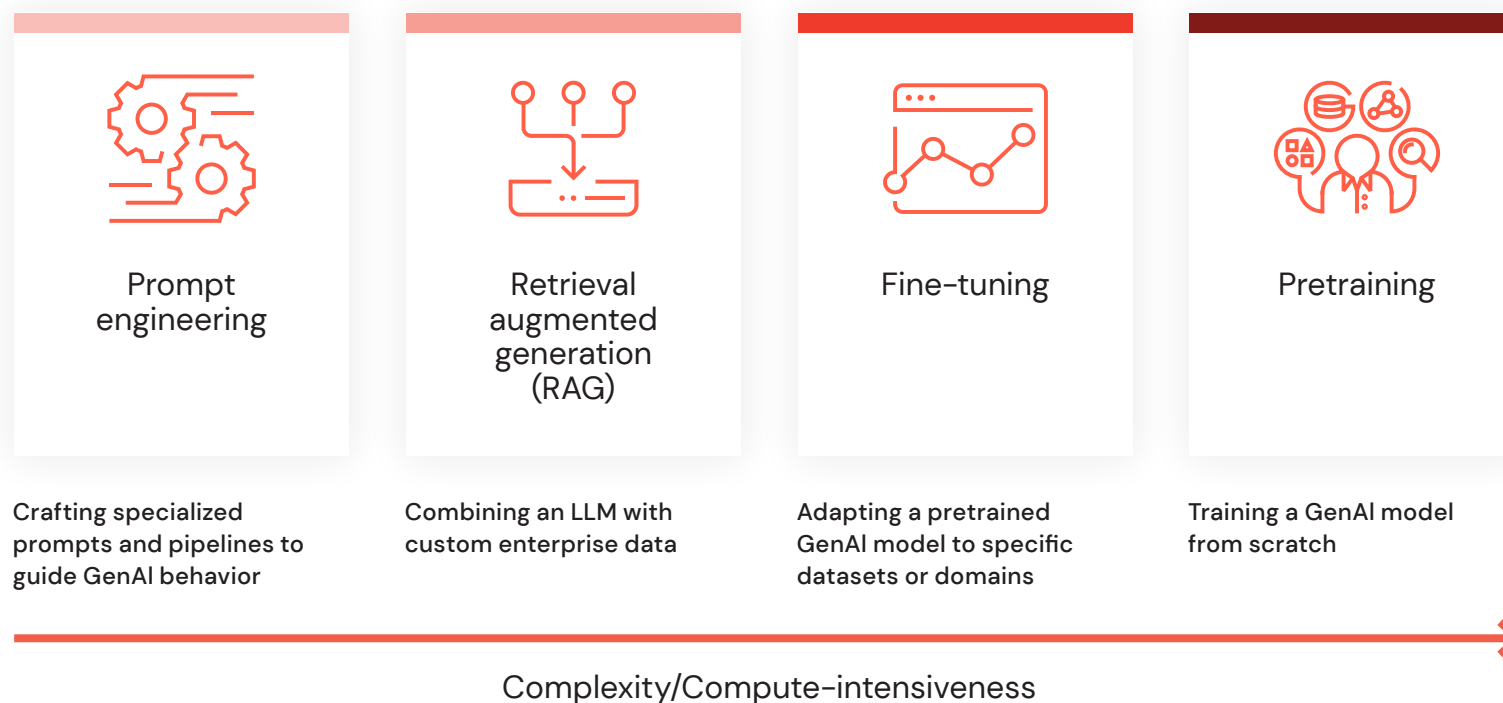 Prompt
engineering
Retrieval
augmented
generation
(RAG)
Fine-tuning
Pretraining
Crafting specialized
prompts and pipelines to
guide GenAI behavior
Combining an LLM with
custom enterprise data
Adapting a pretrained
GenAI model to specific
datasets or domains
Training a GenAI model
from scratch
Complexity/Compute-intensiveness